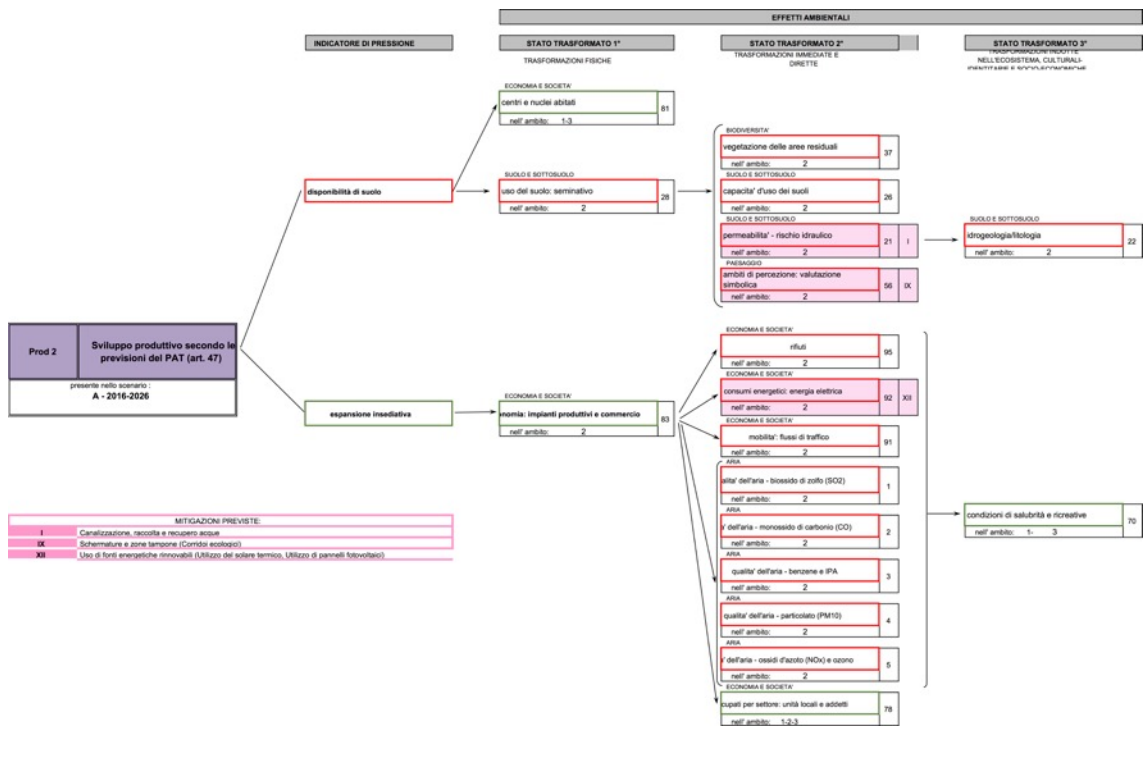 EFFETTI AMBIENTALI
INDICATORE DI PRESSIONE
STATO TRASFORMATO 1°
STATO TRASFORMATO 2°
STATO TRASFORMATO 3°
TRASFORMAZIONI FISICHE
TRASFORMAZIONI IMMEDIATE E
DIRETTE
TRASFORMAZIONI INDOTTE
NELL'ECOSISTEMA, CULTURALI-
IDENTITARIE E SOCIO-ECONOMICHE
Prod 2
Sviluppo produttivo secondo le
previsioni del PAT (art. 47)
presente nello scenario :
A - 2016-2026
disponibilità di suolo
espansione insediativa
ECONOMIA E SOCIETA'
centri e nuclei abitati
81
nell' ambito: 1-3
SUOLO E SOTTOSUOLO
uso del suolo: seminativo
28
nell' ambito: 2
ECONOMIA E SOCIETA'
nomia: impianti produttivi e commercio
83
nell' ambito: 2
BIODIVERSITA'
vegetazione delle aree residuali
37
nell' ambito: 2
SUOLO E SOTTOSUOLO
capacita' d'uso dei suoli
26
nell' ambito: 2
SUOLO E SOTTOSUOLO
permeabilita' - rischio idraulico
21 I
nell' ambito: 2
PAESAGGIO
ambiti di percezione: valutazione
simbolica
56 IX
nell' ambito: 2
ECONOMIA E SOCIETA'
rifiuti
95
nell' ambito: 2
ECONOMIA E SOCIETA'
consumi energetici: energia elettrica
92 XII
nell' ambito: 2
ECONOMIA E SOCIETA'
mobilita': flussi di traffico
91
nell' ambito: 2
ARIA
alita' dell'aria - biossido di zolfo (SO2)
1
nell' ambito: 2
ARIA
a' dell'aria - monossido di carbonio (CO)
2
nell' ambito: 2
ARIA
qualita' dell'aria - benzene e IPA
3
nell' ambito: 2
ARIA
qualita' dell'aria - particolato (PM10)
4
nell' ambito: 2
ARIA
a' dell'aria - ossidi d'azoto (NOx) e ozono
5
nell' ambito: 2
ECONOMIA E SOCIETA'
cupati per settore: unità locali e addetti
78
nell' ambito: 1-2-3
SUOLO E SOTTOSUOLO
idrogeologia/litologia
22
nell' ambito: 2
condizioni di salubrità e ricreative
70
nell' ambito: 1- 3
MITIGAZIONI PREVISTE:
I Canalizzazione, raccolta e recupero acque
IX Schermature e zone tampone (Corridoi ecologici)
XII Uso di fonti energetiche rinnovabili (Utilizzo del solare termico, Utilizzo di pannelli fotovoltaici)